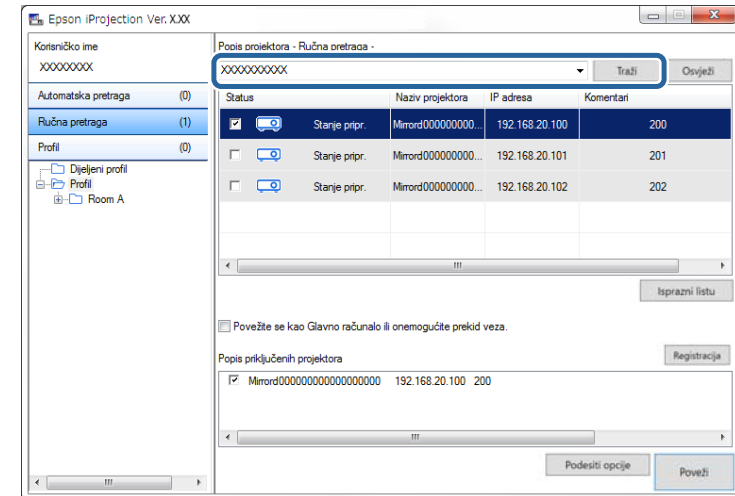 Epson iProjection Ver. X.XX
Korisničko ime
XXXXXXXX
Automatska pretraga (0)
Ručna pretraga (1)
Profil (0)
Dijeljeni profil
Profil
Room A
Popis projektora - Ručna pretraga -
XXXXXXXXXX Traži Osvježi
Status Naziv projektora IP adresa Komentari
Stanje pripr. Mirrord000000000... 192.168.20.100 200
Stanje pripr. Mirrord000000000... 192.168.20.101 201
Stanje pripr. Mirrord000000000... 192.168.20.102 202
Isprazni listu
Povežite se kao Glavno računalo ili onemogućite prekid veza.
Popis priključenih projektora Registracija
Mirrord000000000000000000 192.168.20.100 200
Podesiti opcije Poveži